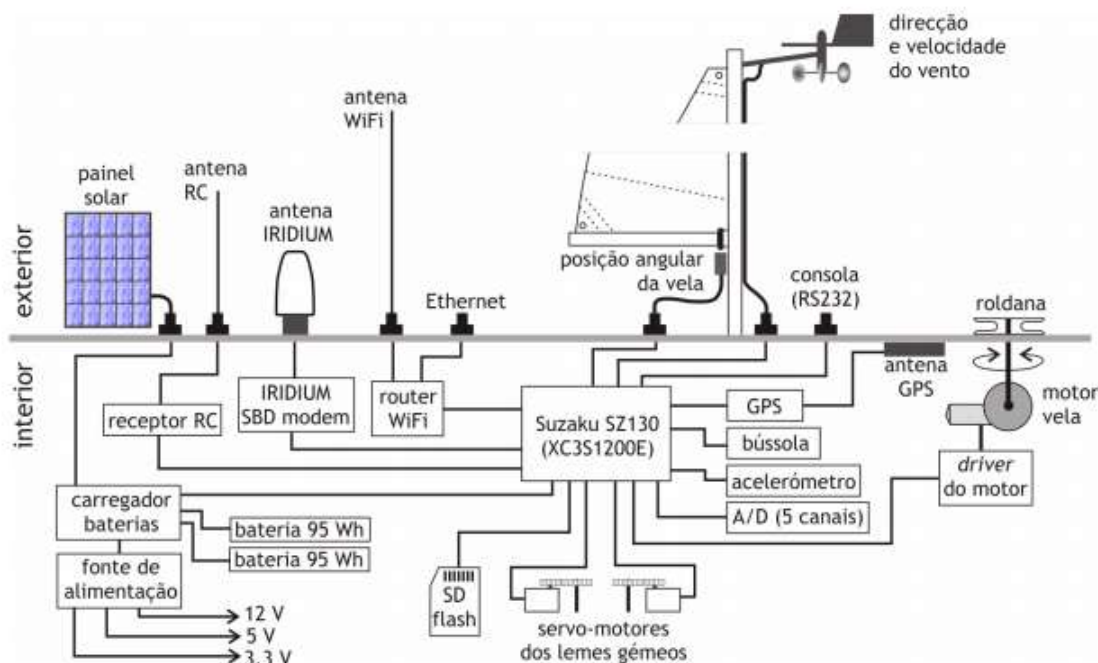 direcção
e velocidade
do vento
antena
WiFi
painel
solar
antena
RC
antena
IRIDIUM
exterior
posição angular
da vela
consola
(RS232)
Ethernet
roldana
interior
receptor RC
IRIDIUM
SBD modem
router
WiFi
Suzaku SZ130
(XC3S1200E)
GPS
antena
GPS
motor
vela
bússola
acelerómetro
driver
do motor
A/D (5 canais)
carregador
baterias
bateria 95 Wh
bateria 95 Wh
fonte de
alimentação
12 V
5 V
3.3 V
SD
flash
servo-motores
dos lemes gémeos